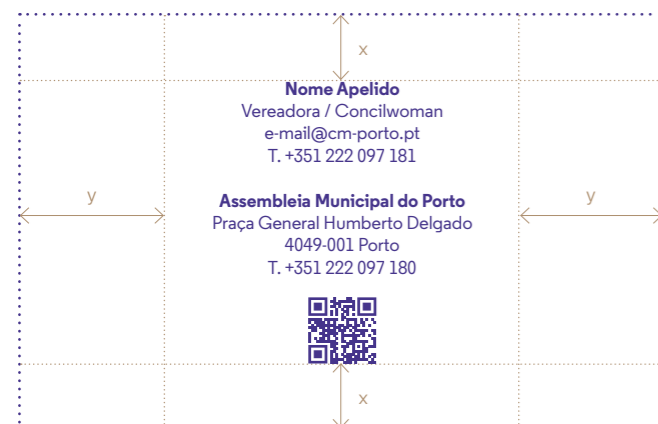 x
Nome Apelido
Vereadora / Concilwoman
e-mail@cm-porto.pt
T. +351 222 097 181
y
y
Assembleia Municipal do Porto
Praça General Humberto Delgado
4049-001 Porto
T. +351 222 097 180
x